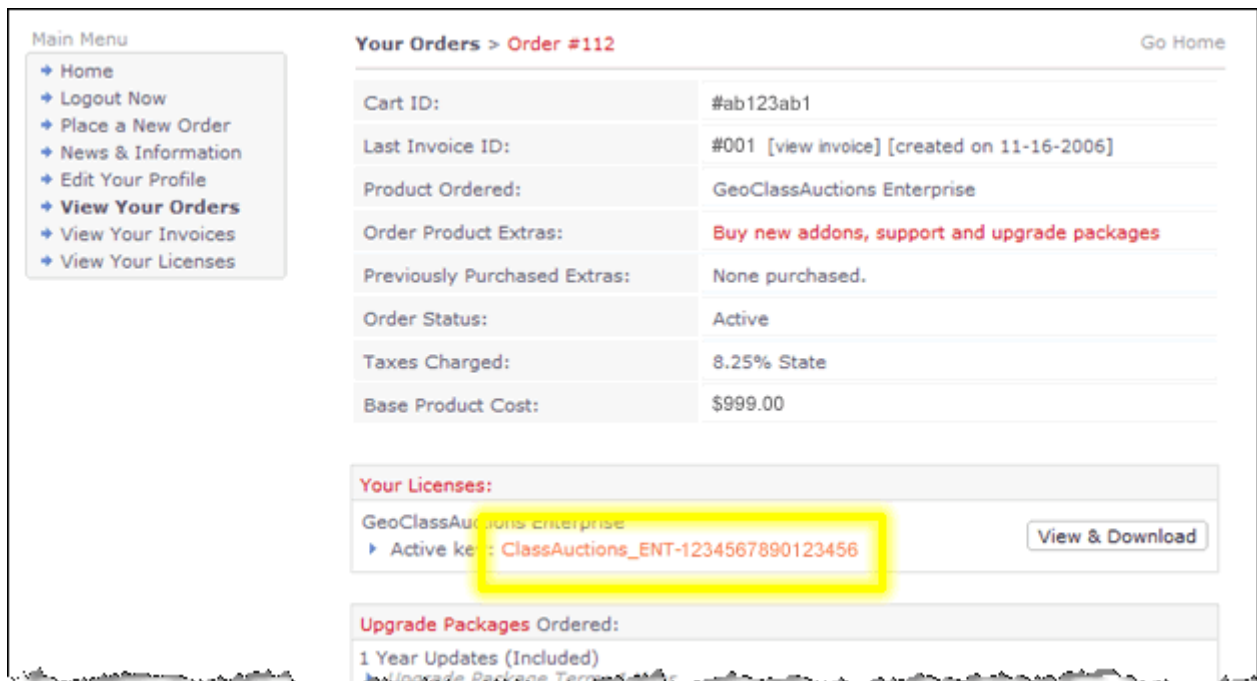 Main Menu
Home
Logout Now
Place a New Order
News & Information
Edit Your Profile
View Your Orders
View Your Invoices
View Your Licenses
Your Orders > Order #112
Go Home
Cart ID: #ab123ab1
Last Invoice ID: #001 [view invoice] [created on 11-16-2006]
Product Ordered: GeoClassAuctions Enterprise
Order Product Extras: Buy new addons, support and upgrade packages
Previously Purchased Extras: None purchased.
Order Status: Active
Taxes Charged: 8.25% State
Base Product Cost: $999.00
Your Licenses:
GeoClassAuctions Enterprise
Active key: ClassAuctions_ENT-1234567890123456
View & Download
Upgrade Packages Ordered:
1 Year Updates (Included)
Upgrade Package Term